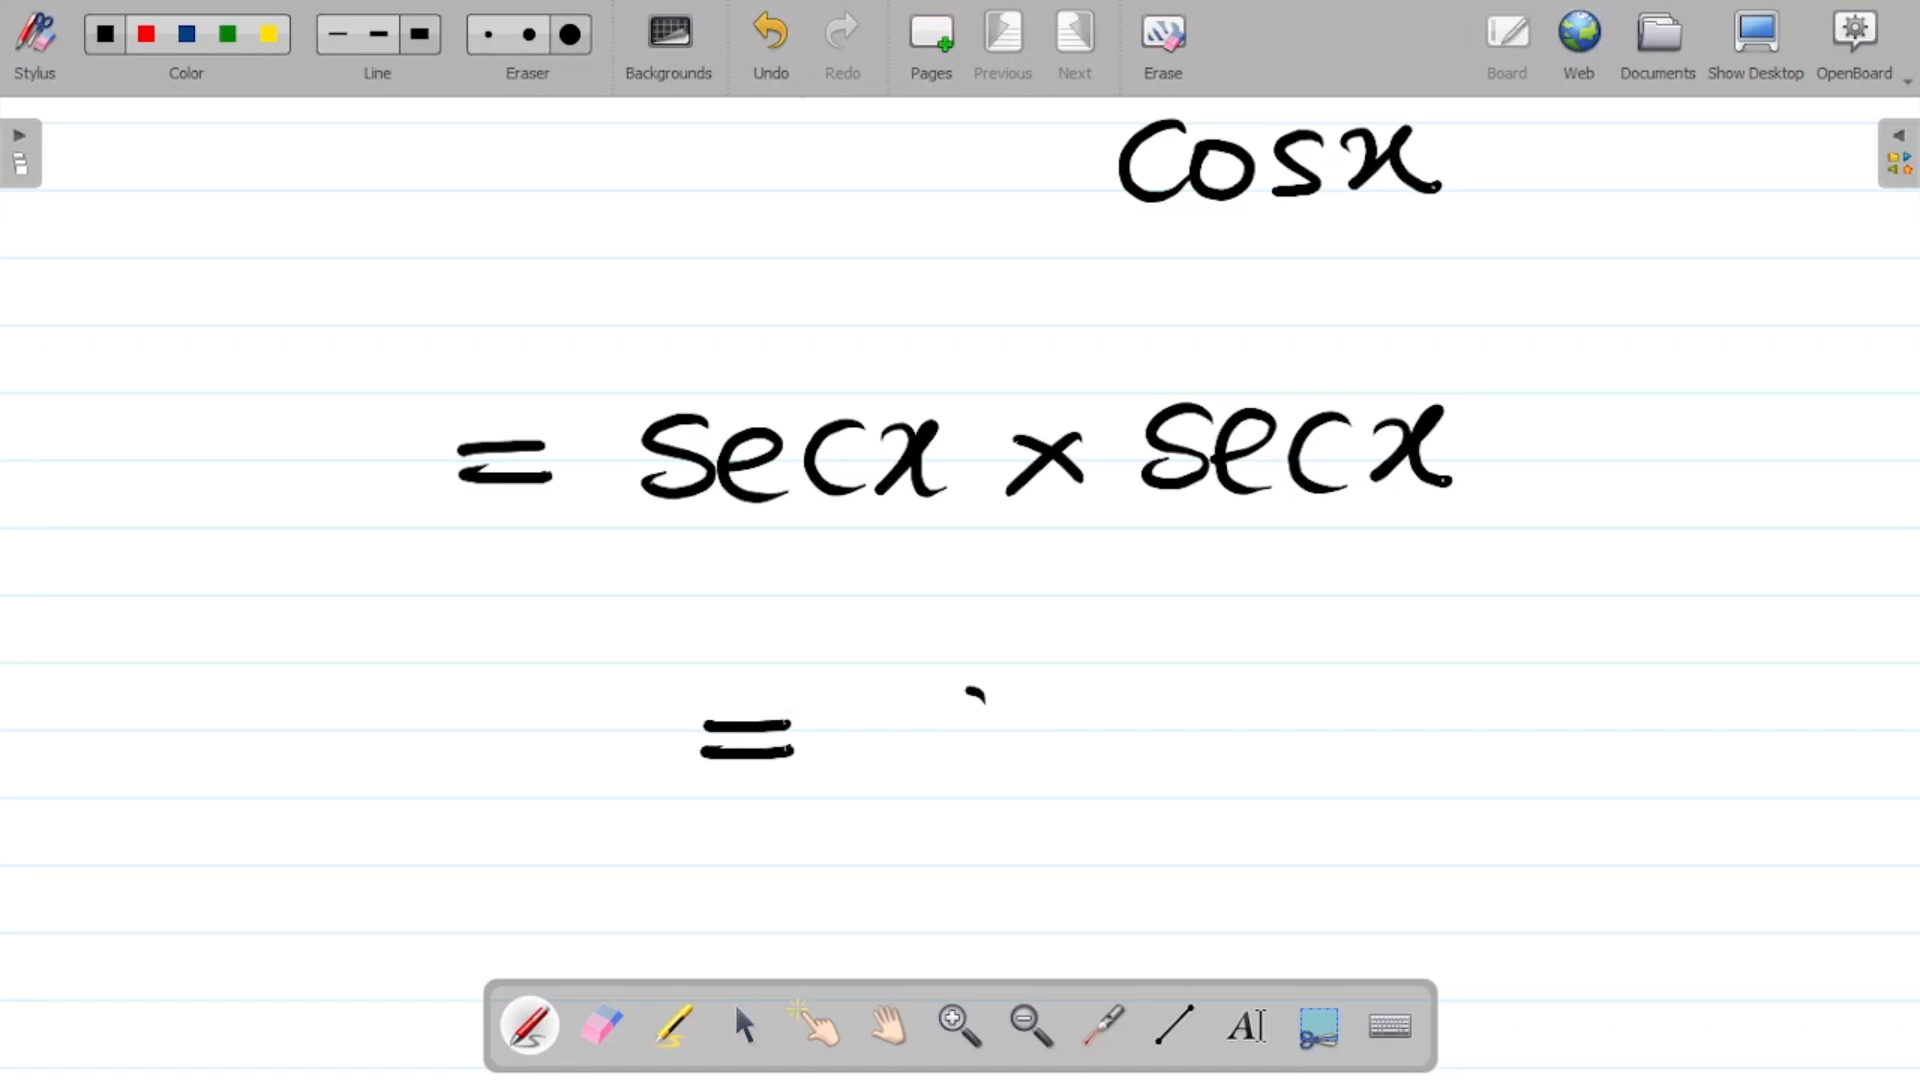 Stylus Color Line Eraser Backgrounds Undo Redo Pages Previous Next Erase Board Web Documents Show Desktop OpenBoard
cosx
= secx × secx
=